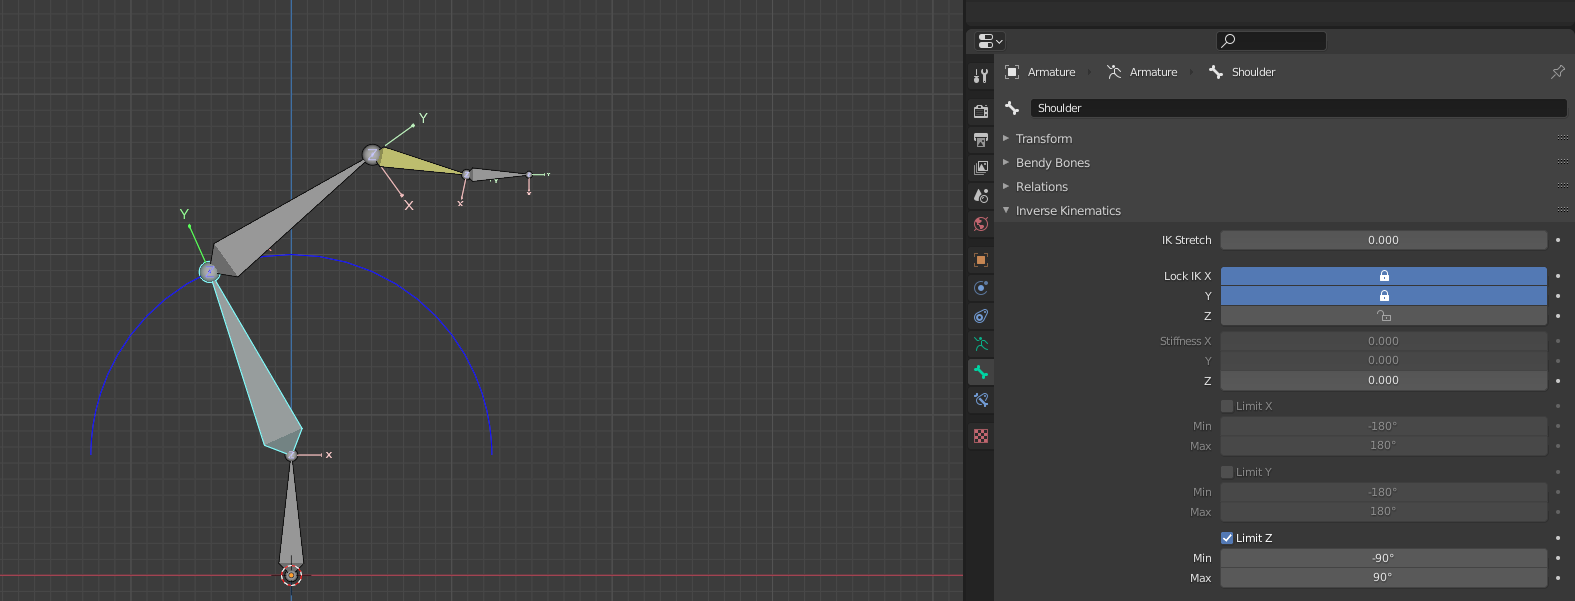 Armature Armature Shoulder
Shoulder
Transform
Bendy Bones
Relations
Inverse Kinematics
IK Stretch 0.000
Lock IK X
Y
Z
Stiffness X 0.000
Y 0.000
Z 0.000
Limit X
Min -180°
Max 180°
Limit Y
Min -180°
Max 180°
Limit Z
Min -90°
Max 90°
Y
Z
X
X
Y
X